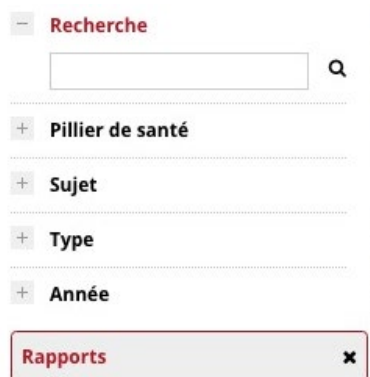 Recherche
Pillier de santé
Sujet
Type
Année
Rapports